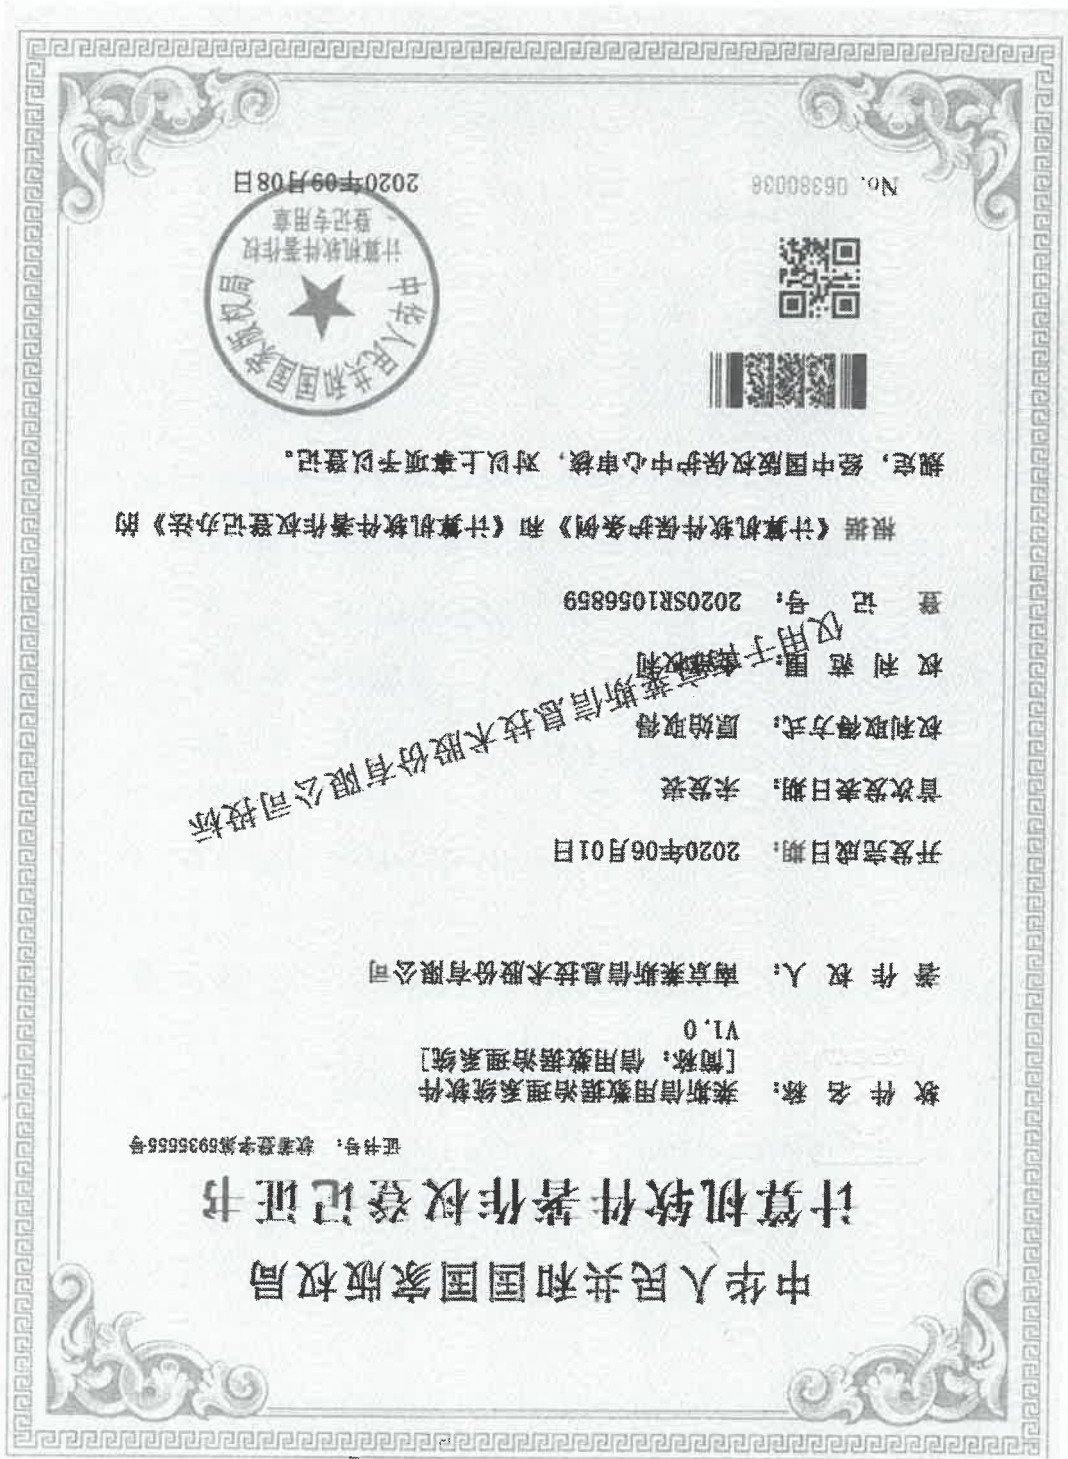 中华人民共和国国家版权局
计算机软件著作权登记证书
证书号： 软著登字第5935555号
软件名称： 莱斯信用数据治理系统软件
[简称：信用数据治理系统]
V1.0
著作权人： 南京莱斯信息技术股份有限公司
开发完成日期： 2020年06月01日
首次发表日期： 未发表
权利取得方式： 原始取得
权利范围： 全部权利
登记号： 2020SR1056859
根据《计算机软件保护条例》和《计算机软件著作权登记办法》的
规定，经中国版权保护中心审核，对以上事项予以登记。
仅用于南京莱斯信息技术股份有限公司投标
中华人民共和国国家版权局
计算机软件著作权
登记专用章
No. 06380038
2020年09月08日